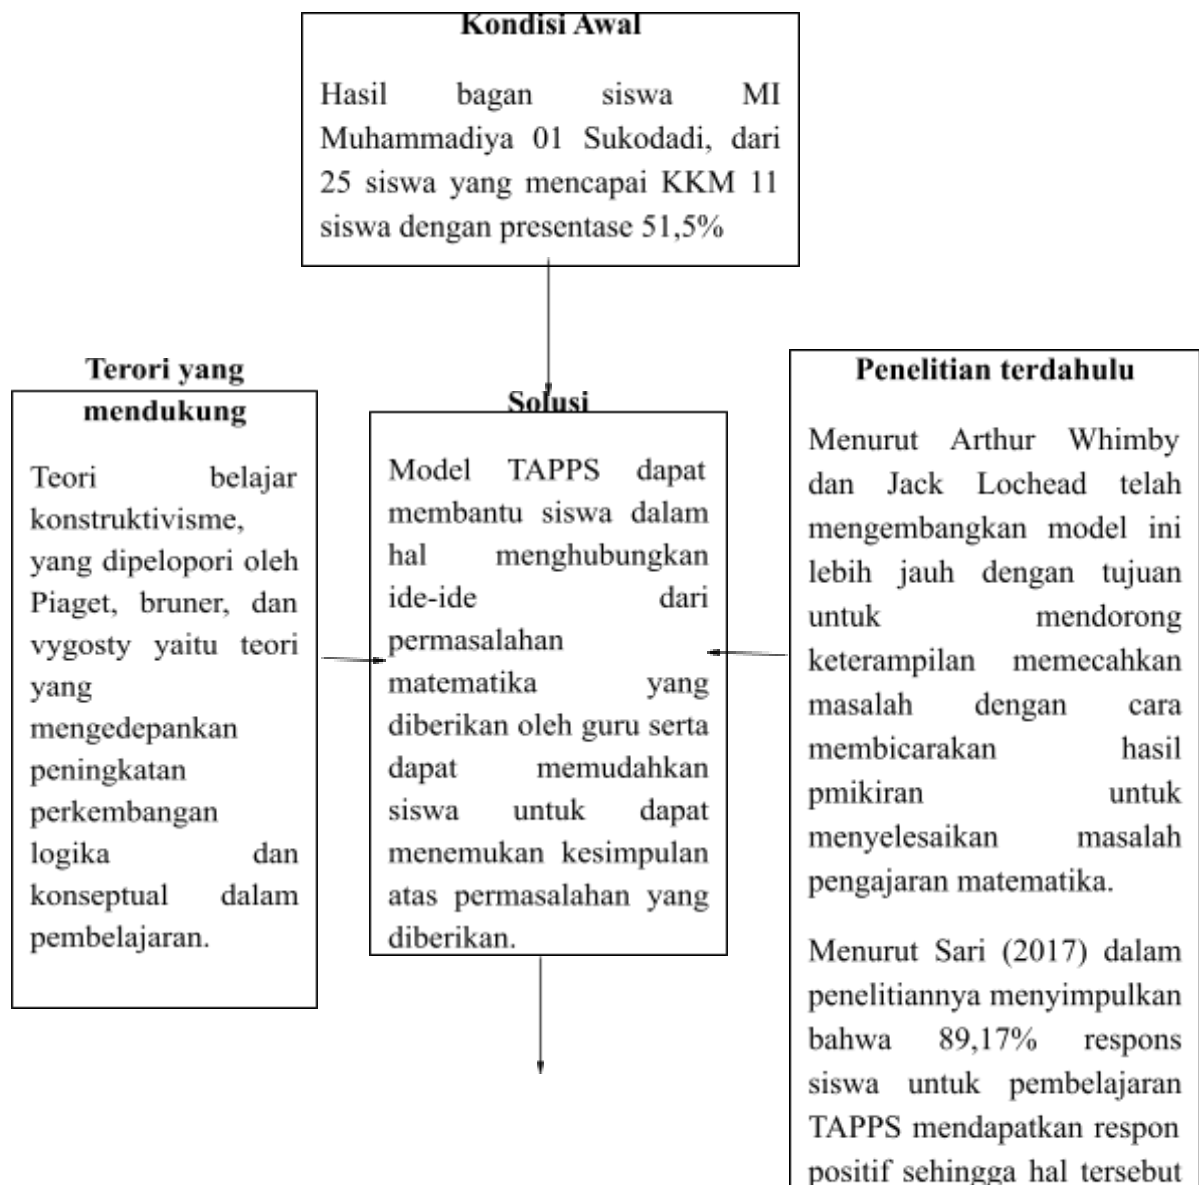 Kondisi Awal
Hasil bagan siswa MI
Muhammadiya 01 Sukodadi, dari
25 siswa yang mencapai KKM 11
siswa dengan presentase 51,5%
Terori yang
mendukung
Teori belajar
konstruktivisme,
yang dipelopori oleh
Piaget, bruner, dan
vygosty yaitu teori
yang
mengedepankan
peningkatan
perkembangan
logika dan
konseptual dalam
pembelajaran.
Solusi
Model TAPPS dapat
membantu siswa dalam
hal menghubungkan
ide-ide dari
permasalahan
matematika yang
diberikan oleh guru serta
dapat memudahkan
siswa untuk dapat
menemukan kesimpulan
atas permasalahan yang
diberikan.
Penelitian terdahulu
Menurut Arthur Whimby
dan Jack Lochead telah
mengembangkan model ini
lebih jauh dengan tujuan
untuk mendorong
keterampilan memecahkan
masalah dengan cara
membicarakan hasil
pmikiran untuk
menyelesaikan masalah
pengajaran matematika.
Menurut Sari (2017) dalam
penelitiannya menyimpulkan
bahwa 89,17% respons
siswa untuk pembelajaran
TAPPS mendapatkan respon
positif sehingga hal tersebut